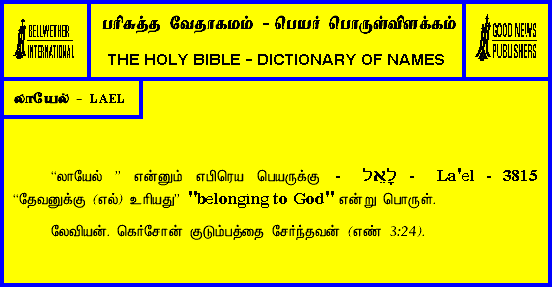 BELLWETHER
INTERNATIONAL
பரிசுத்த வேதாகமம் - பெயர் பொருள்விளக்கம்
THE HOLY BIBLE - DICTIONARY OF NAMES
GOOD NEWS
PUBLISHERS
லாயேல் - LAEL
“லாயேல் ” என்னும் எபிரெய பெயருக்கு - לָאֵל - La'el - 3815
“தேவனுக்கு (எல்) உரியது” "belonging to God" என்று பொருள்.
லேவியன். கெர்சோன் குடும்பத்தை சேர்ந்தவன் (எண் 3:24).